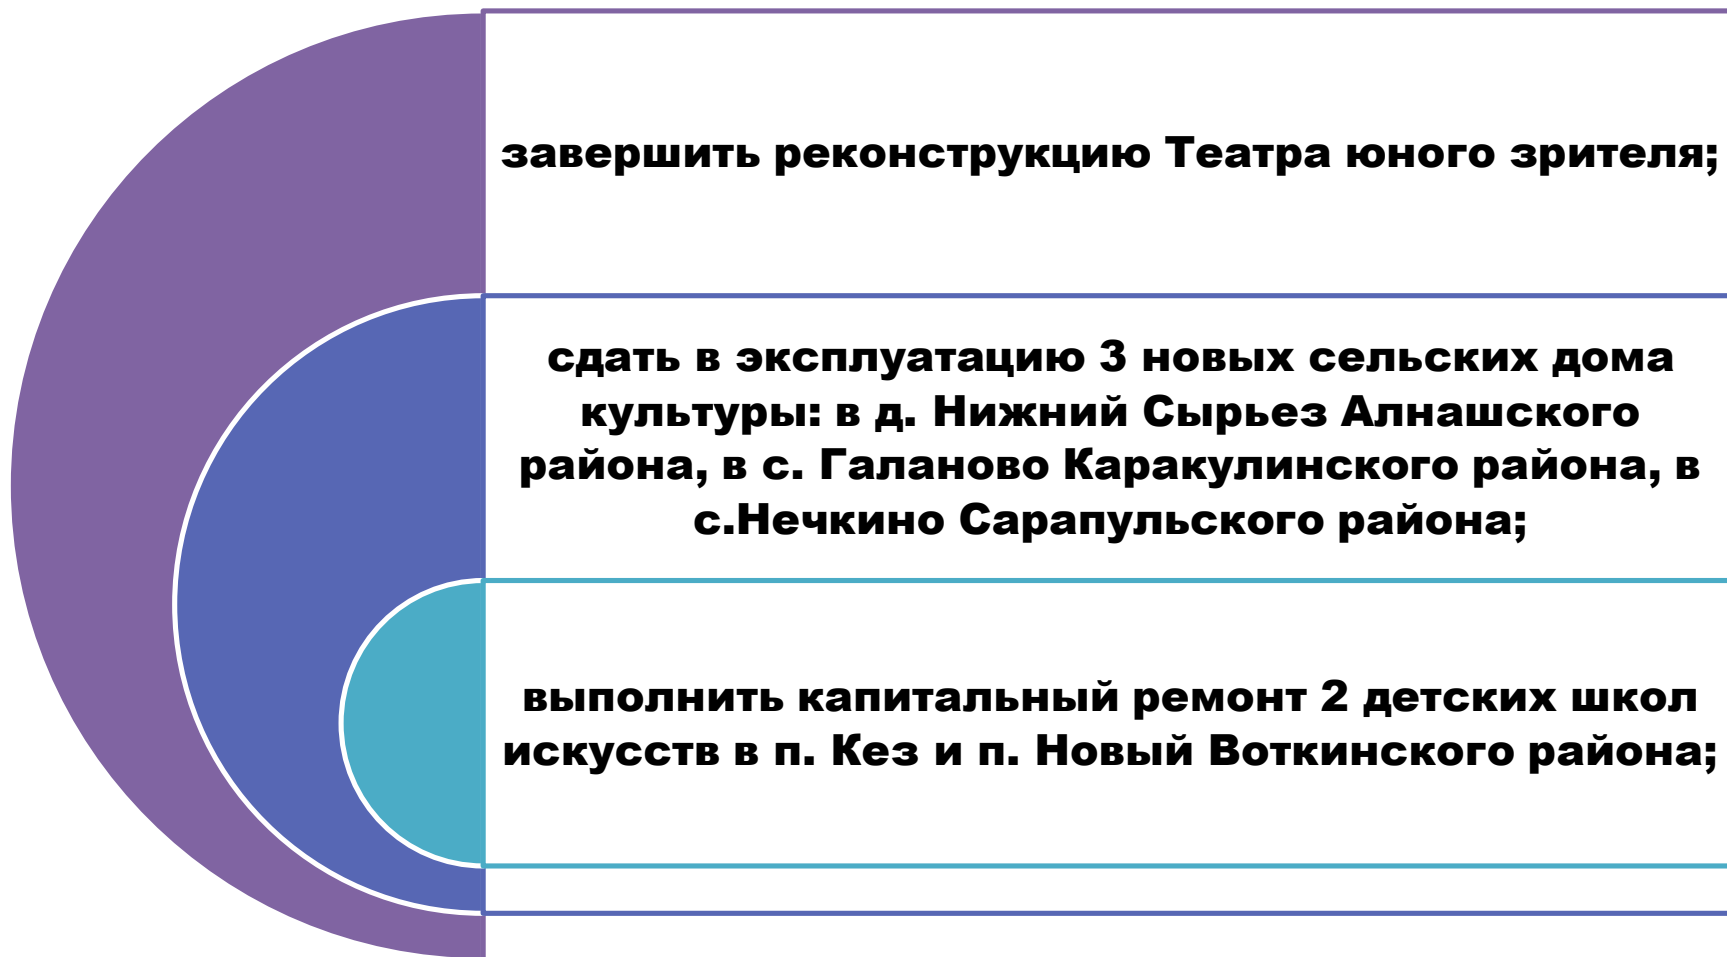 завершить реконструкцию Театра юного зрителя;
сдать в эксплуатацию 3 новых сельских дома
культуры: в д. Нижний Сырьез Алнашского
района, в с. Галаново Каракулинского района, в
с.Нечкино Сарапульского района;
выполнить капитальный ремонт 2 детских школ
искусств в п. Кез и п. Новый Воткинского района;